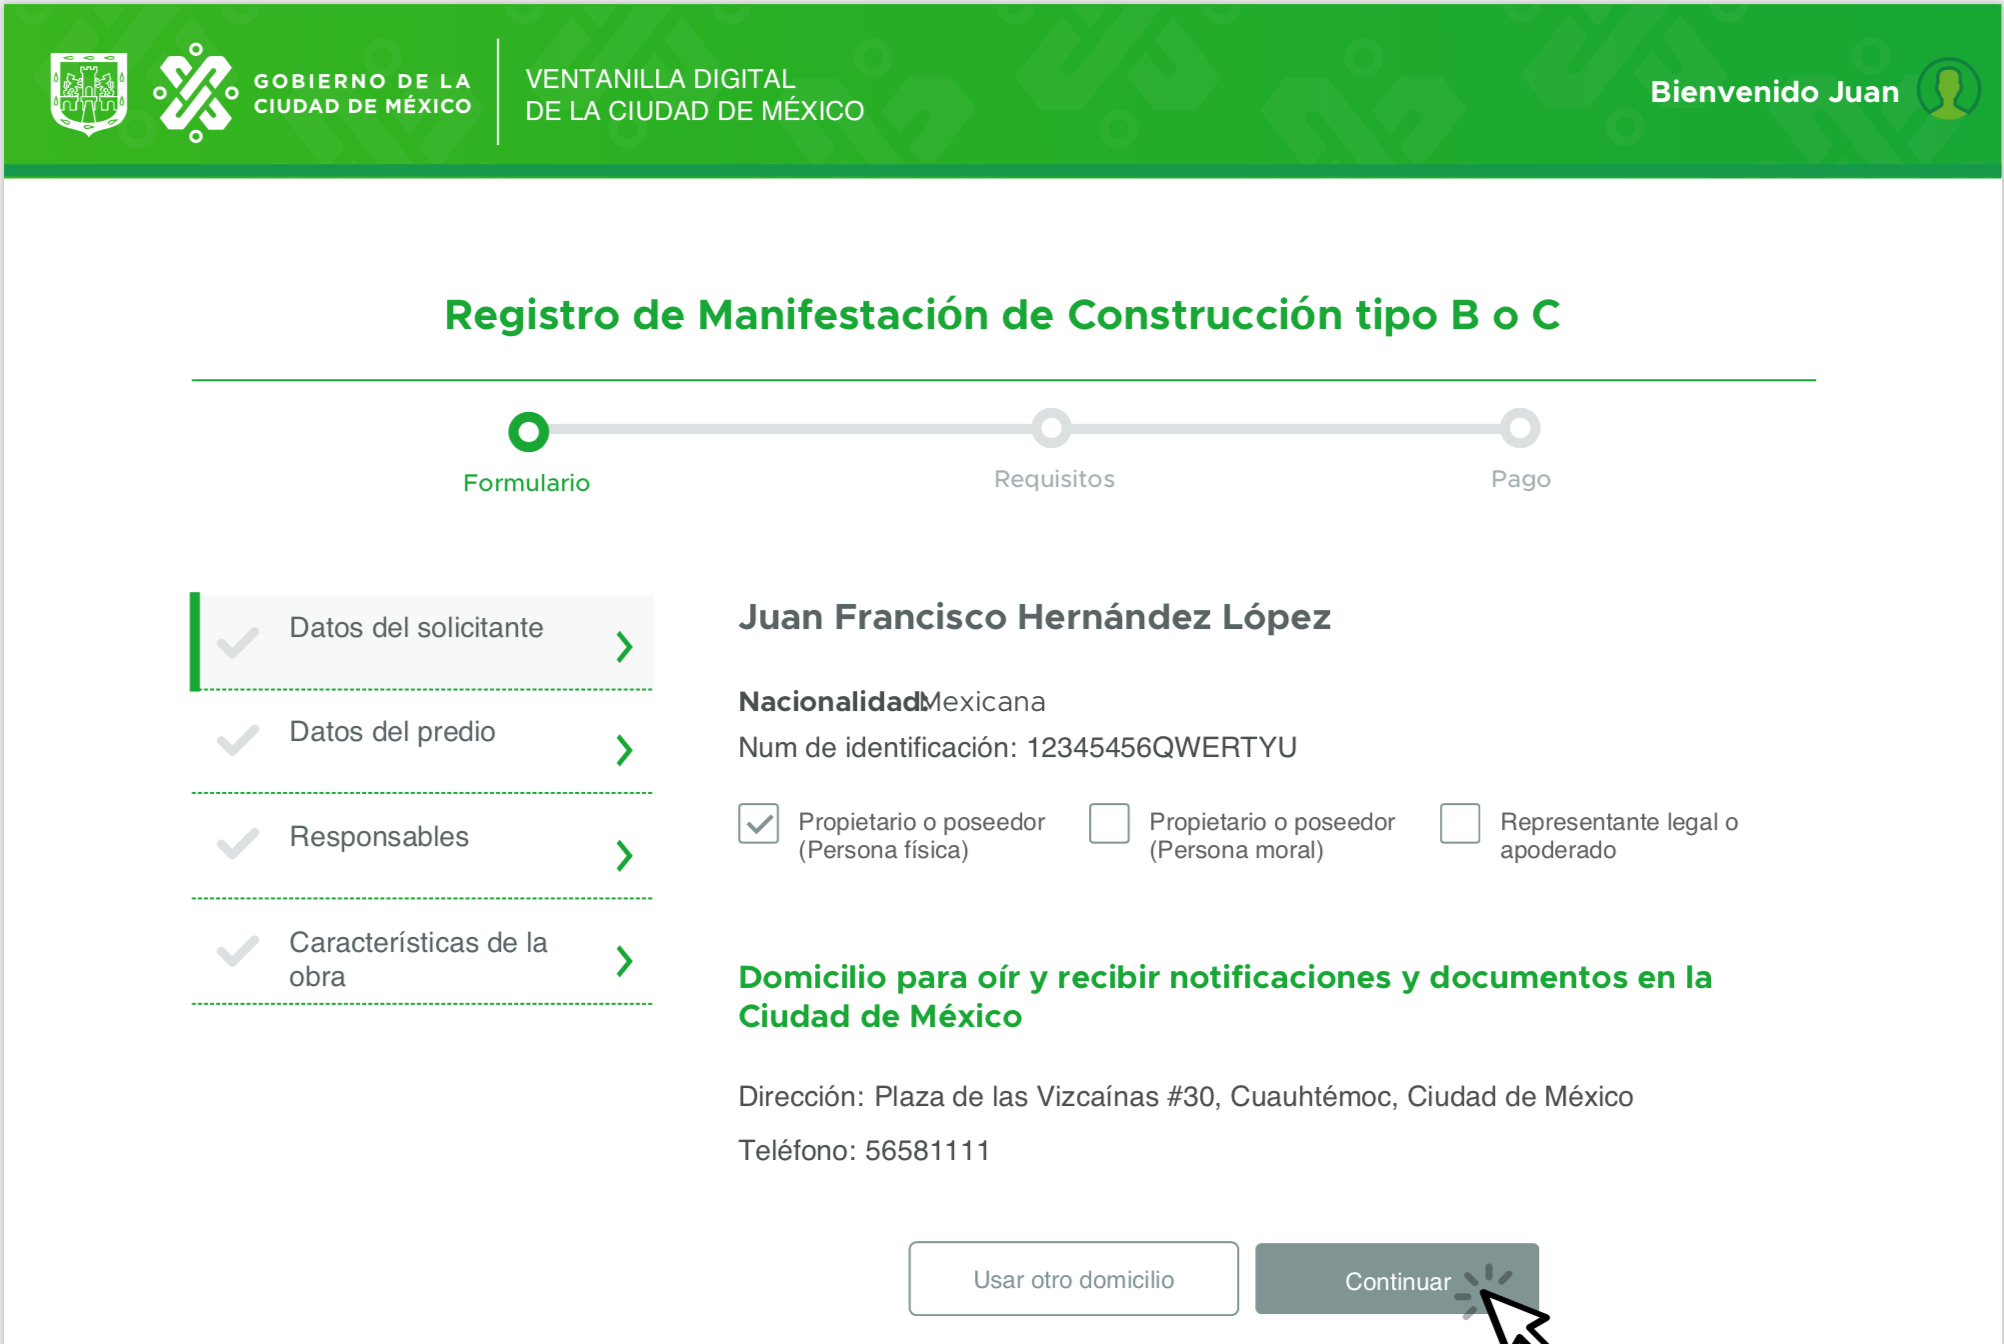 GOBIERNO DE LA
CIUDAD DE MÉXICO
VENTANILLA DIGITAL
DE LA CIUDAD DE MÉXICO
Bienvenido Juan
Registro de Manifestación de Construcción tipo B o C
Formulario
Requisitos
Pago
Datos del solicitante
Datos del predio
Responsables
Características de la
obra
Juan Francisco Hernández López
Nacionalidad: Mexicana
Num de identificación: 12345456QWERTYU
Propietario o poseedor
(Persona física)
Propietario o poseedor
(Persona moral)
Representante legal o
apoderado
Domicilio para oír y recibir notificaciones y documentos en la
Ciudad de México
Dirección: Plaza de las Vizcaínas #30, Cuauhtémoc, Ciudad de México
Teléfono: 56581111
Usar otro domicilio
Continuar